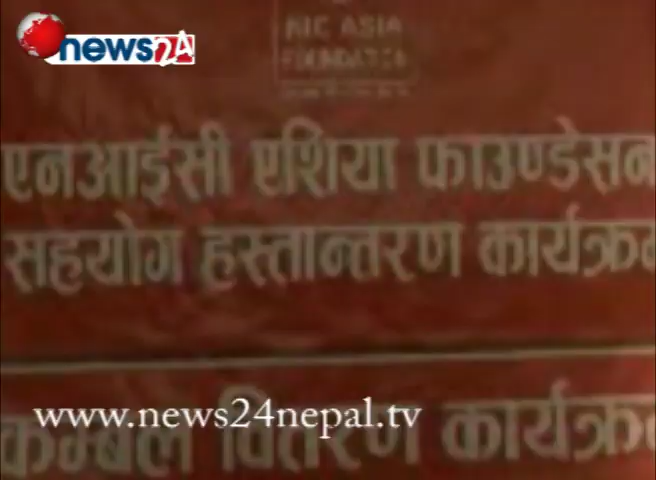 news24
NIC ASIA
FOUNDATION
एनआईसी एशिया फाउण्डेसन
सहयोग हस्तान्तरण कार्यक्रम
www.news24nepal.tv
कम्बल वितरण कार्यक्रम